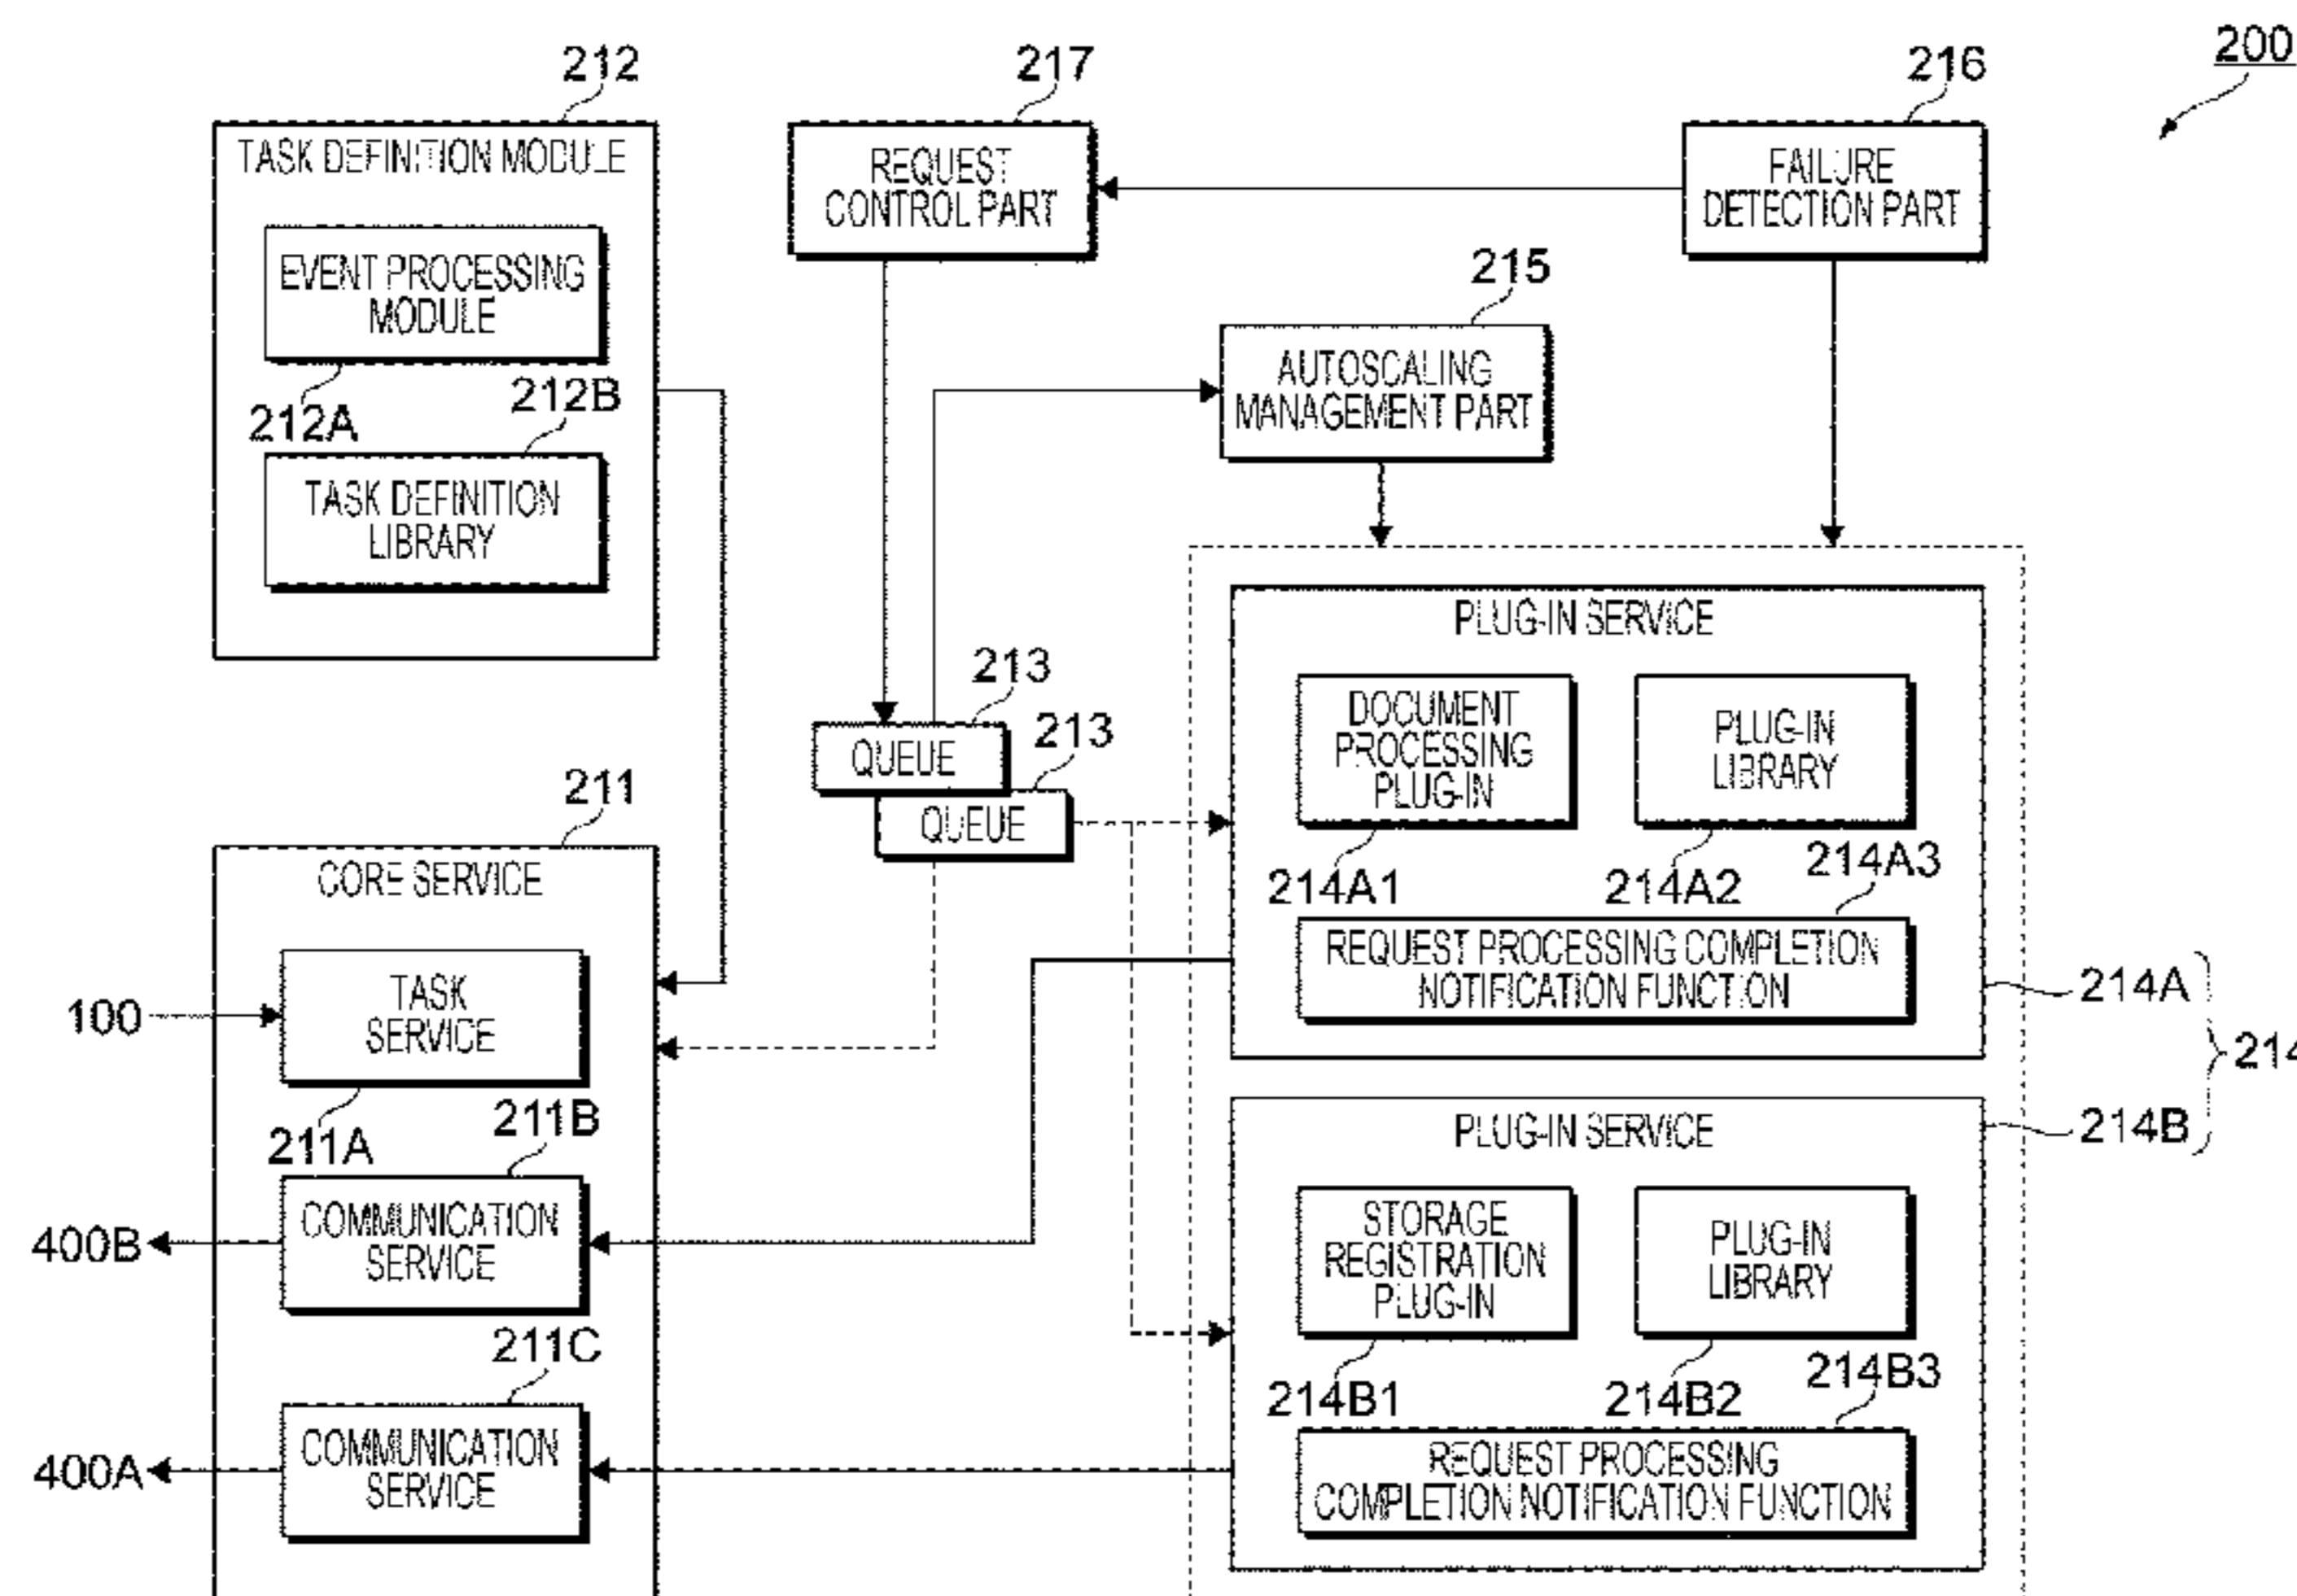 200
212
217
216
TASK DEFINITION MODULE
REQUEST
CONTROL PART
FAILURE
DETECTION PART
EVENT PROCESSING
MODULE
212A
212B
TASK DEFINITION
LIBRARY
215
AUTOSCALING
MANAGEMENT PART
213
QUEUE
213
QUEUE
PLUG-IN SERVICE
DOCUMENT
PROCESSING
PLUG-IN
PLUG-IN
LIBRARY
214A1
214A2
214A3
REQUEST PROCESSING COMPLETION
NOTIFICATION FUNCTION
214A
214
214B
211
CORE SERVICE
100
TASK
SERVICE
211A
211B
COMMUNICATION
SERVICE
400B
211C
COMMUNICATION
SERVICE
400A
PLUG-IN SERVICE
STORAGE
REGISTRATION
PLUG-IN
PLUG-IN
LIBRARY
214B1
214B2
214B3
REQUEST PROCESSING
COMPLETION NOTIFICATION FUNCTION